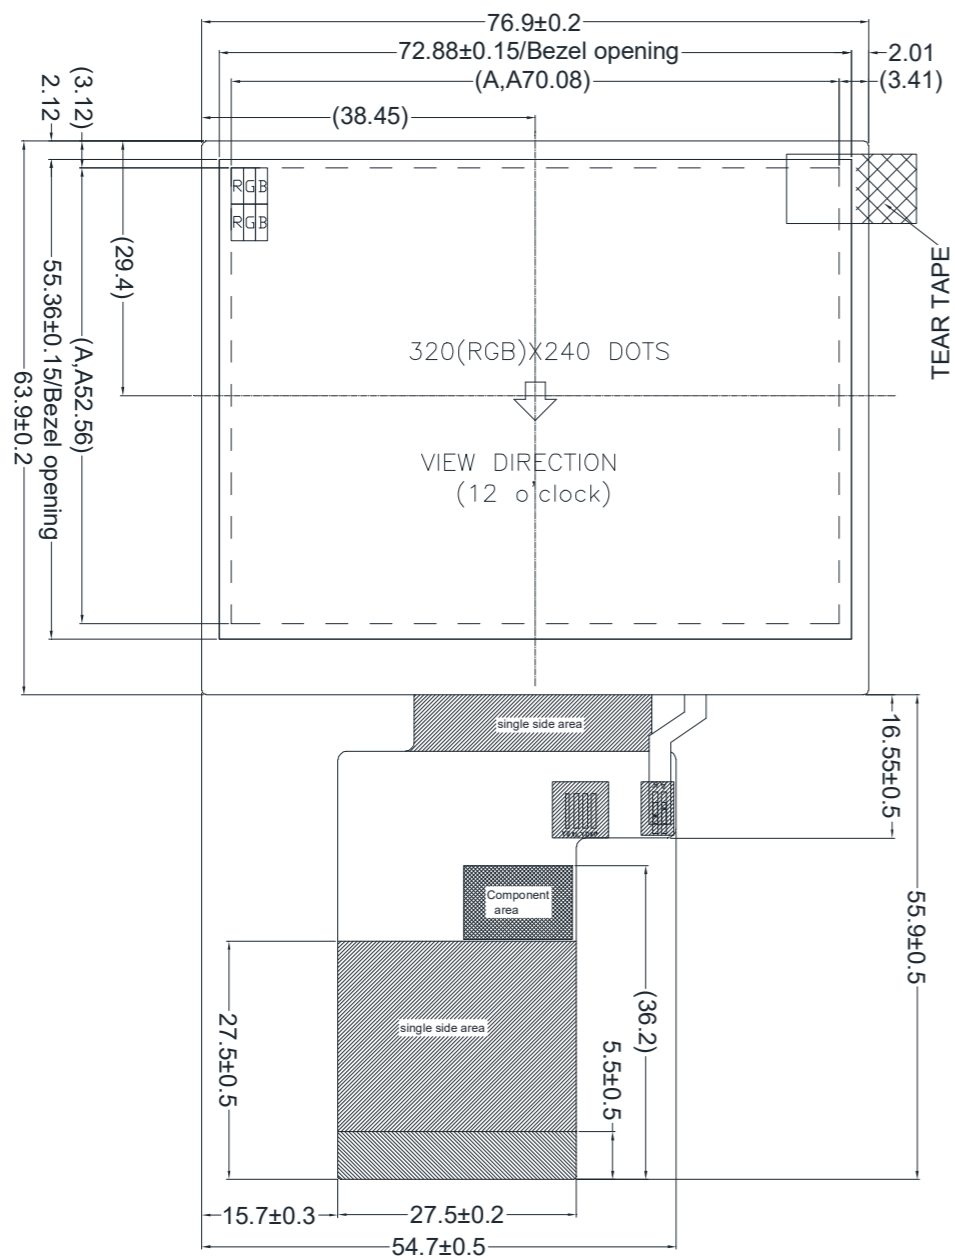 76.9±0.2
72.88±0.15/Bezel opening
2.01
(A,A70.08)
(3.41)
(38.45)
(3.12)
2.12
RGB
RGB
(29.4)
(A,A52.56)
55.36±0.15/Bezel opening
63.9±0.2
TEAR TAPE
320(RGB)X240 DOTS
VIEW DIRECTION
(12 o'clock)
single side area
16.55±0.5
Component
area
55.9±0.5
(36.2)
single side area
27.5±0.5
5.5±0.5
15.7±0.3
27.5±0.2
54.7±0.5